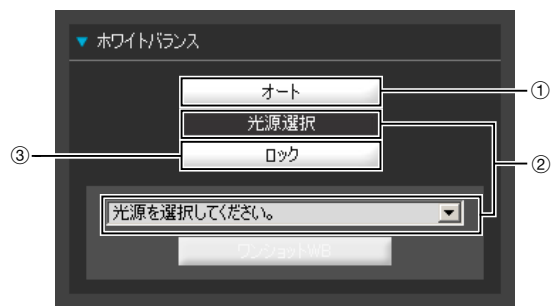 ホワイトバランス
オート
①
光源選択
③
ロック
②
光源を選択してください。
ワンショットWB